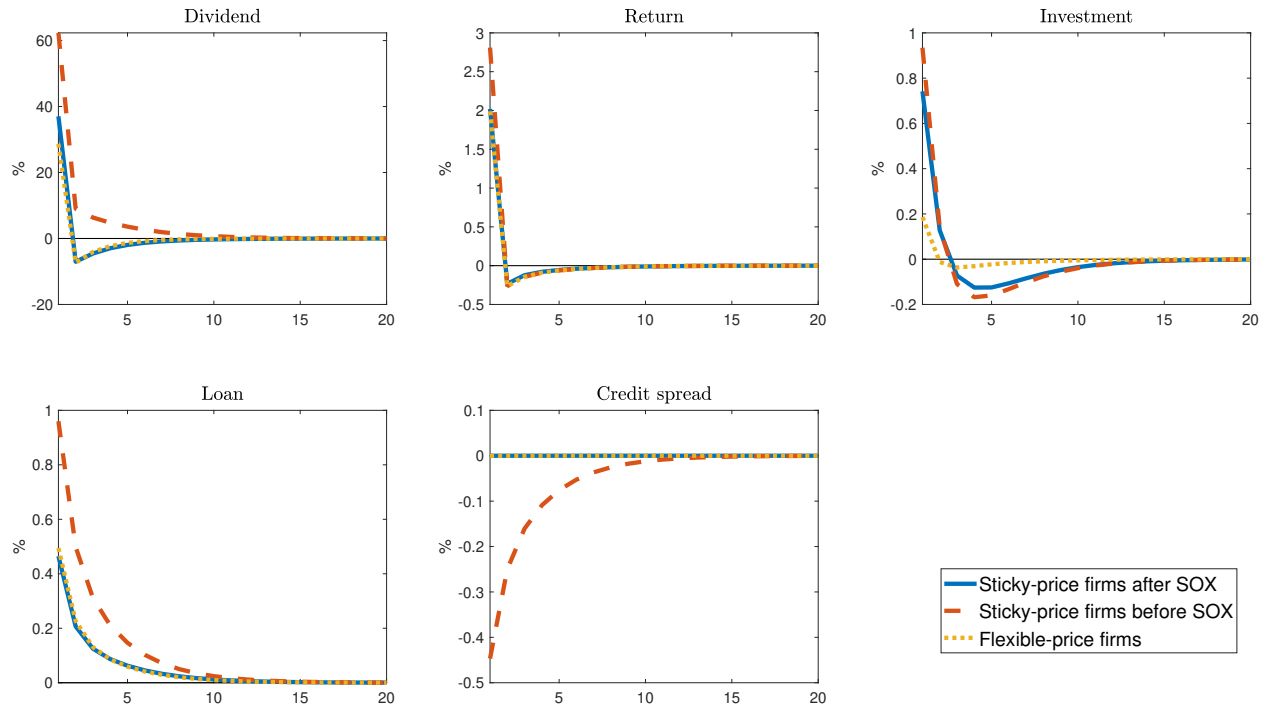 Dividend
60
40
20
0
-20
%
5 10 15 20
Return
3
2.5
2
1.5
1
0.5
0
-0.5
%
5 10 15 20
Investment
1
0.8
0.6
0.4
0.2
0
-0.2
%
5 10 15 20
Loan
1
0.8
0.6
0.4
0.2
0
%
5 10 15 20
Credit spread
0.1
0
-0.1
-0.2
-0.3
-0.4
-0.5
%
5 10 15 20
Sticky-price firms after SOX
Sticky-price firms before SOX
Flexible-price firms